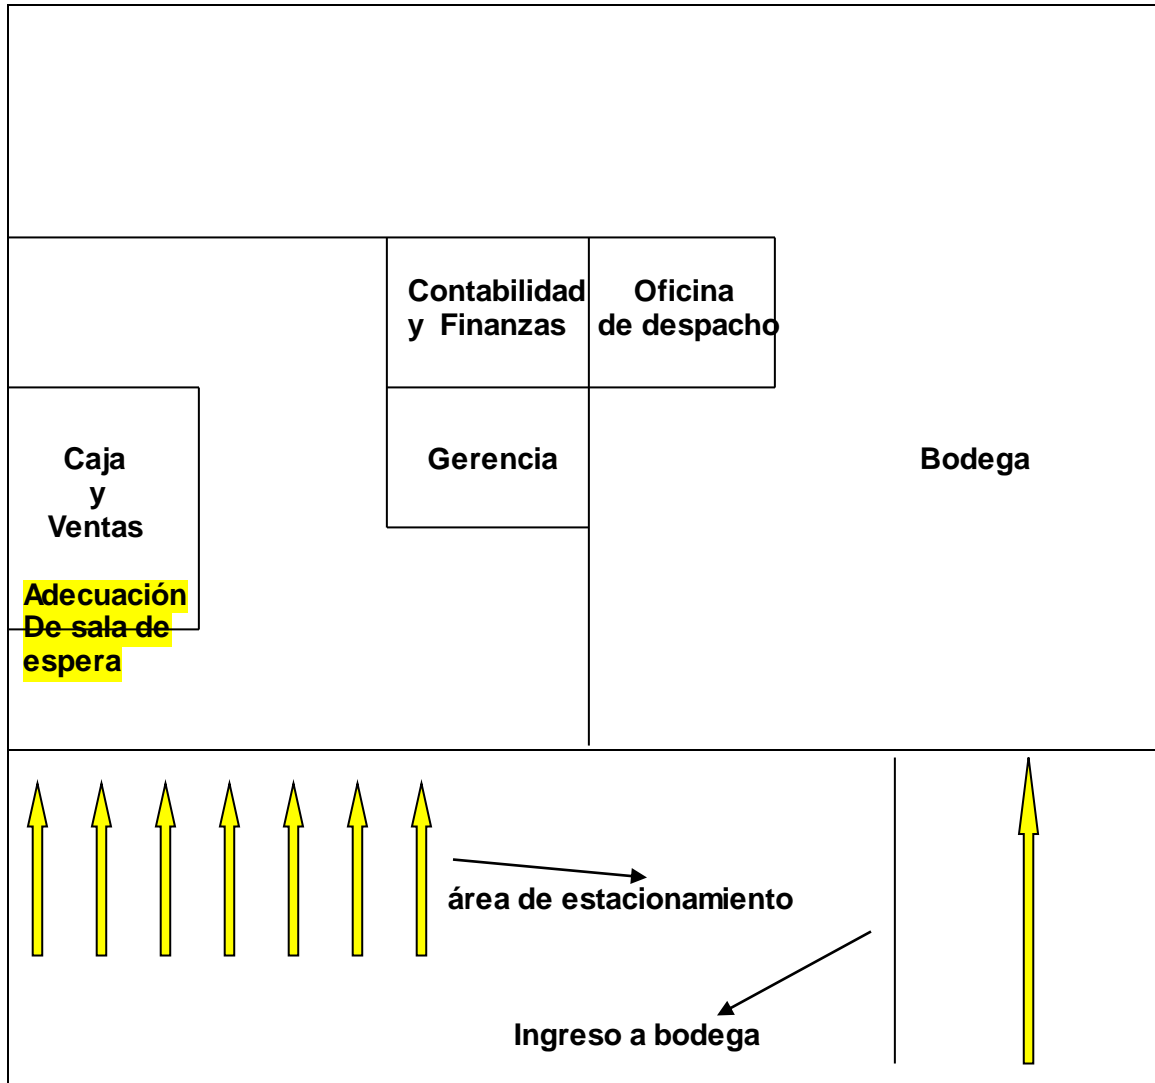 Contabilidad
y Finanzas
Oficina
de despacho
Caja
y
Ventas
Gerencia
Bodega
Adecuación
De sala de
espera
área de estacionamiento
Ingreso a bodega